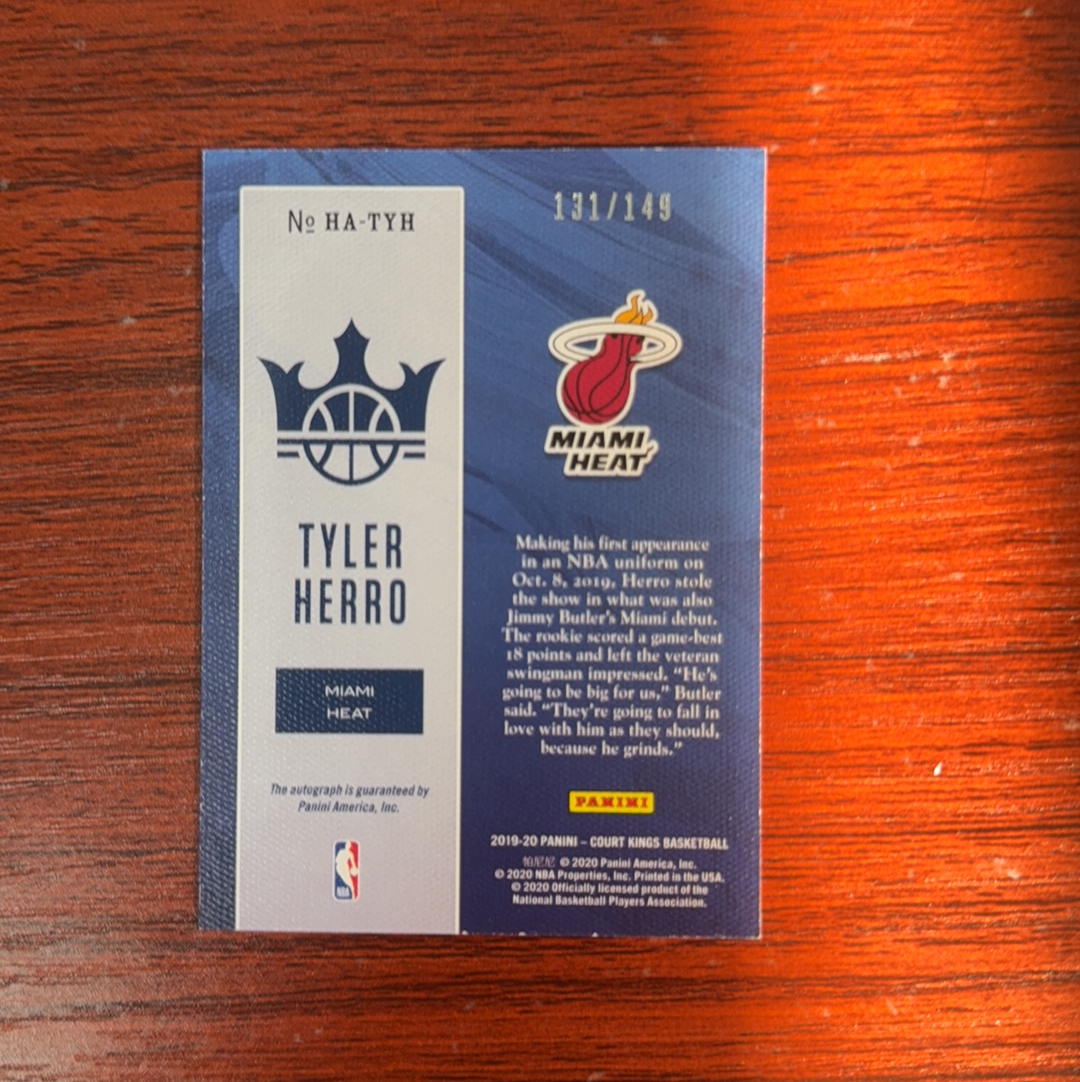 No HA-TYH
TYLER
HERRO
MIAMI
HEAT
The autograph is guaranteed by
Panini America, Inc.
NBA
131/149
MIAMI
HEAT
Making his first appearance
in an NBA uniform on
Oct. 8, 2019, Herro stole
the show in what was also
Jimmy Butler's Miami debut.
The rookie scored a game-best
18 points and left the veteran
swingman impressed. “He's
going to be big for us,” Butler
said. “They're going to fall in
love with him as they should,
because he grinds.”
PANINI
2019-20 PANINI – COURT KINGS BASKETBALL
帕尼尼 © 2020 Panini America, Inc.
© 2020 NBA Properties, Inc. Printed in the USA.
© 2020 Officially licensed product of the
National Basketball Players Association.